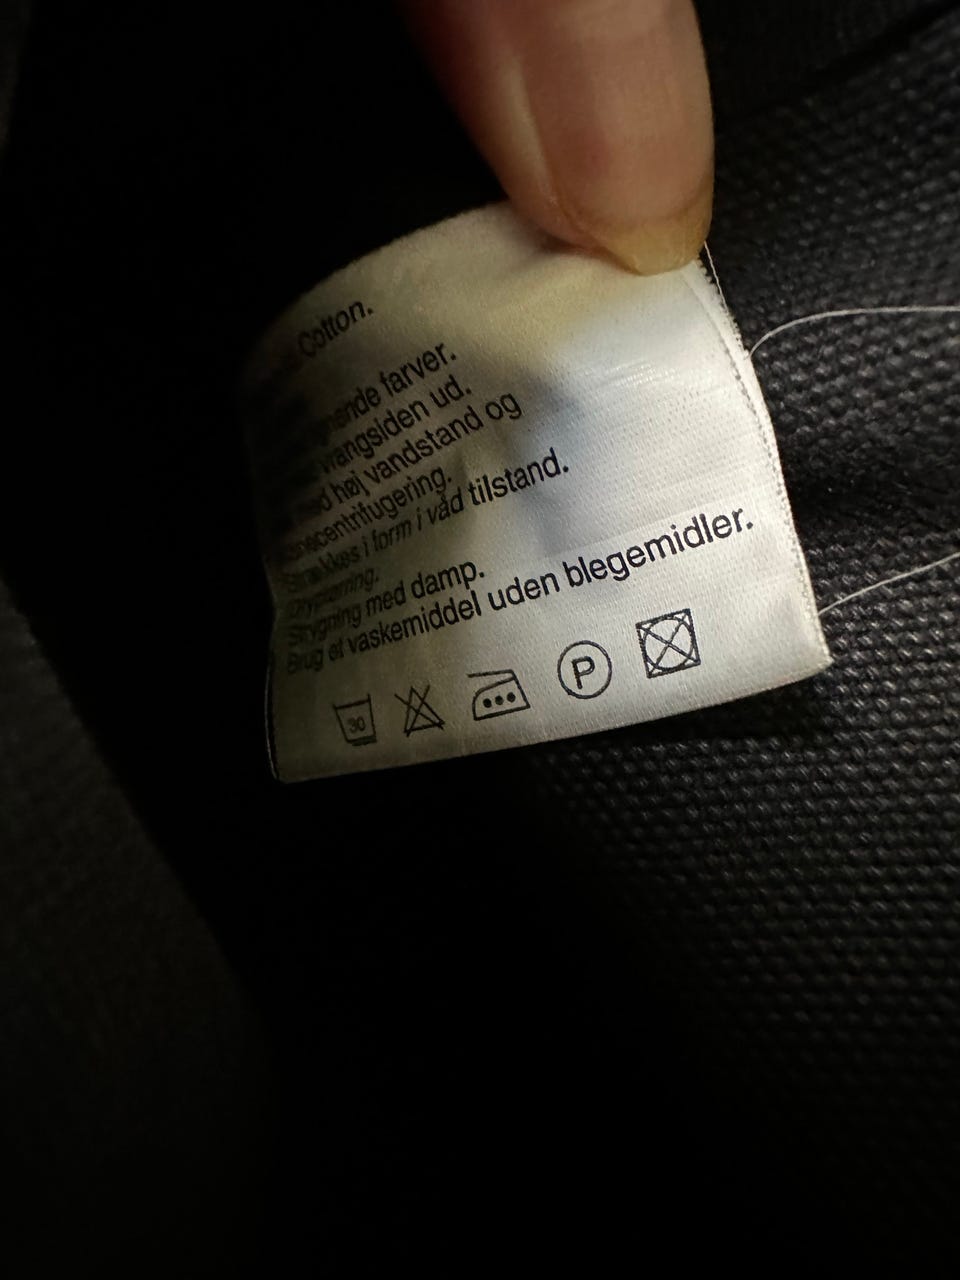 Cotton.
farver.
vrangsiden ud.
høj vandstand og
i form i våd tilstand.
Strygning med damp.
Brug et vaskemiddel uden blegemidler.
30 P